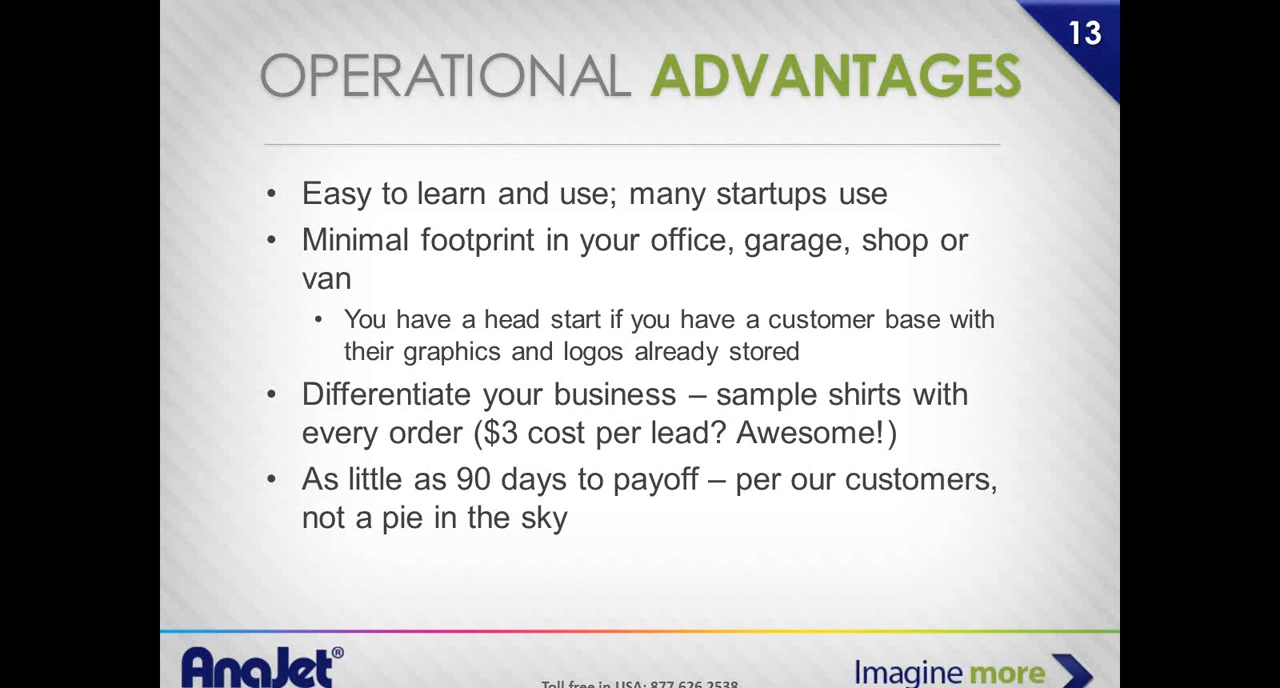 13
OPERATIONAL ADVANTAGES
• Easy to learn and use; many startups use
• Minimal footprint in your office, garage, shop or
van
• You have a head start if you have a customer base with
their graphics and logos already stored
• Differentiate your business – sample shirts with
every order ($3 cost per lead? Awesome!)
• As little as 90 days to payoff – per our customers,
not a pie in the sky
AnaJet®
Toll free in USA: 877.626.2538
Imagine more